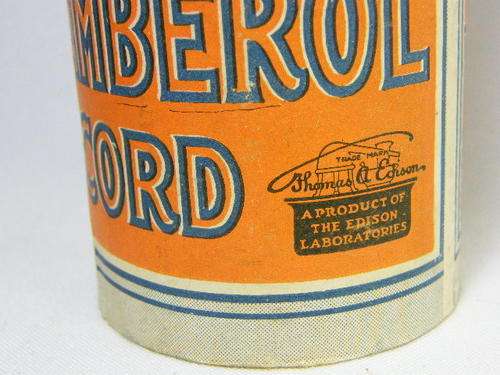 MBEROL
CORD
TRADE MARK
Thomas A Edison
A PRODUCT OF
THE EDISON
LABORATORIES